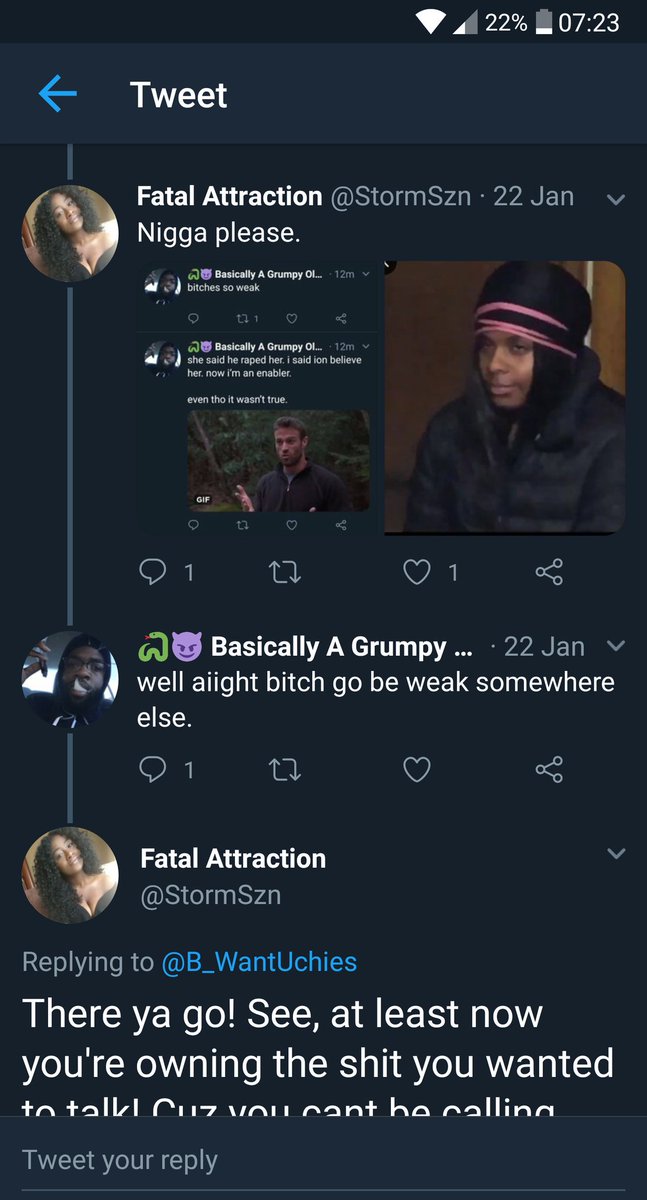 22% 07:23
Tweet
Fatal Attraction @StormSzn · 22 Jan
Nigga please.
🐍😈 Basically A Grumpy Ol... · 12m
bitches so weak
1
🐍😈 Basically A Grumpy Ol... · 12m
she said he raped her. i said ion believe
her. now i'm an enabler.
even tho it wasn't true.
GIF
1 1
🐍😈 Basically A Grumpy ... · 22 Jan
well aiight bitch go be weak somewhere
else.
1
Fatal Attraction
@StormSzn
Replying to @B_WantUchies
There ya go! See, at least now
you're owning the shit you wanted
to talk! Cuz you cant be calling
Tweet your reply